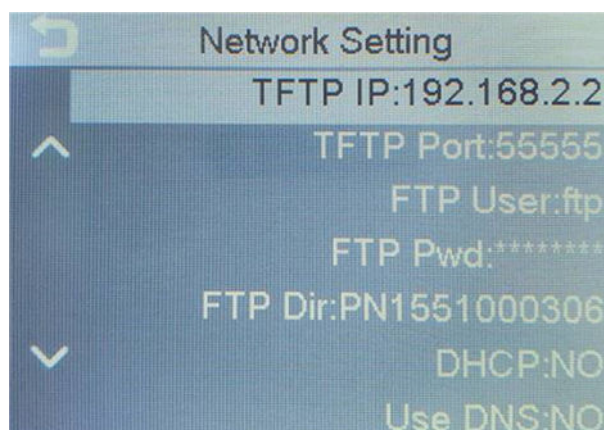 Network Setting
TFTP IP:192.168.2.2
TFTP Port:55555
FTP User:ftp
FTP Pwd:********
FTP Dir:PN1551000306
DHCP:NO
Use DNS:NO